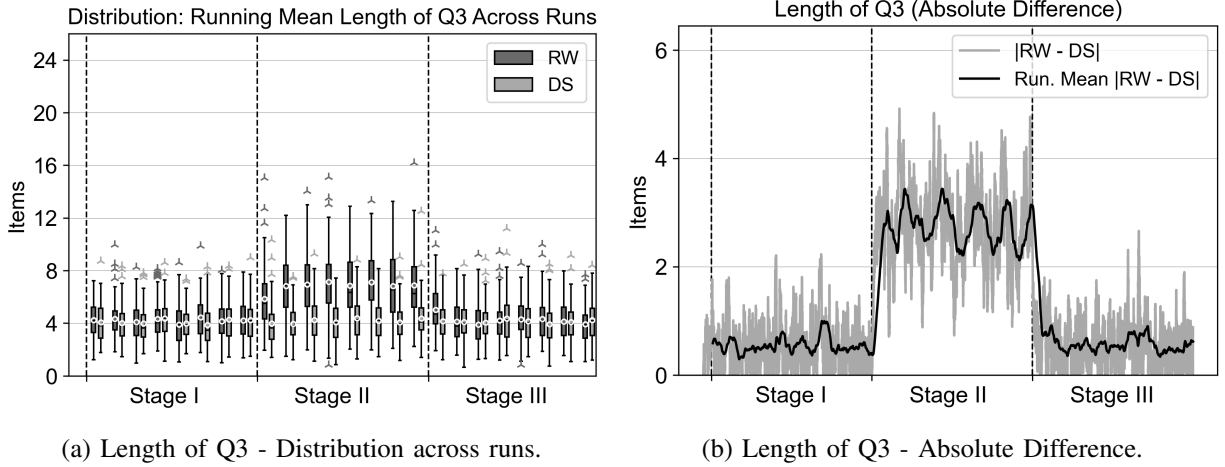 Distribution: Running Mean Length of Q3 Across Runs
RW
DS
24
20
16
12
8
4
0
Items
Stage I
Stage II
Stage III
(a) Length of Q3 - Distribution across runs.
Length of Q3 (Absolute Difference)
|RW - DS|
Run. Mean |RW - DS|
6
4
2
0
Items
Stage I
Stage II
Stage III
(b) Length of Q3 - Absolute Difference.